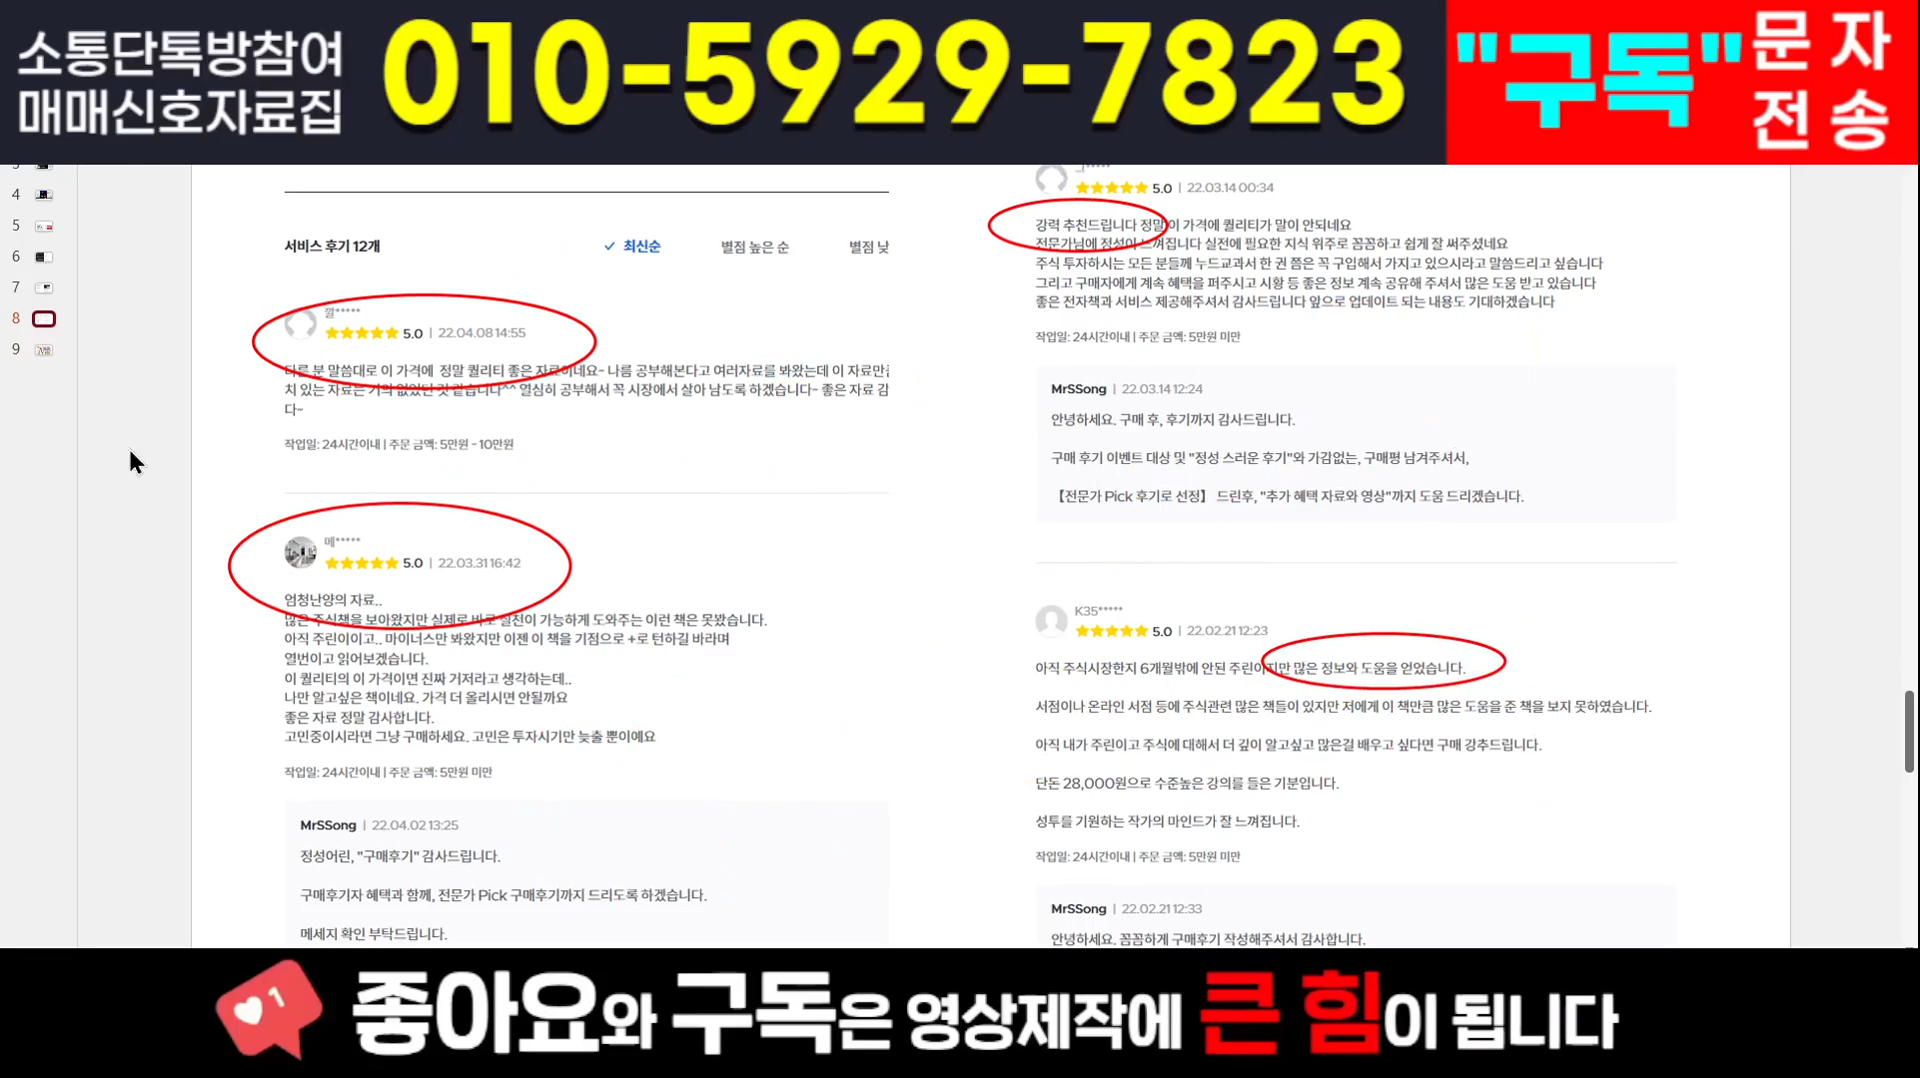 소통단톡방참여
매매신호자료집
010-5929-7823
"구독"
문자
전송
4
5
6
7
8
9
서비스 후기 12개
✓ 최신순
별점 높은 순
별점 낮
깔*****
5.0 | 22.04.08 14:55
다른 분 말씀대로 이 가격에 정말 퀄리티 좋은 자료이네요~ 나름 공부해본다고 여러자료를 봐왔는데 이 자료만큼
치 있는 자료는 거의 없었던 것 같습니다^^ 열심히 공부해서 꼭 시장에서 살아 남도록 하겠습니다~ 좋은 자료 감
다~
작업일: 24시간이내 | 주문 금액: 5만원 - 10만원
메*****
5.0 | 22.03.31 16:42
엄청난양의 자료..
많은 주식책을 보아왔지만 실제로 바로 실천이 가능하게 도와주는 이런 책은 못봤습니다.
아직 주린이이고.. 마이너스만 봐왔지만 이젠 이 책을 기점으로 +로 턴하길 바라며
열번이고 읽어보겠습니다.
이 퀄리티의 이 가격이면 진짜 거저라고 생각하는데..
나만 알고싶은 책이네요. 가격 더 올리시면 안될까요
좋은 자료 정말 감사합니다.
고민중이시라면 그냥 구매하세요. 고민은 투자시기만 늦출 뿐이예요
작업일: 24시간이내 | 주문 금액: 5만원 미만
MrSSong | 22.04.02 13:25
정성어린, "구매후기" 감사드립니다.
구매후기자 혜택과 함께, 전문가 Pick 구매후기까지 드리도록 하겠습니다.
메세지 확인 부탁드립니다.
5.0 | 22.03.14 00:34
강력 추천드립니다 정말 이 가격에 퀄리티가 말이 안되네요
전문가님에 정성이 느껴집니다 실전에 필요한 지식 위주로 꼼꼼하고 쉽게 잘 써주셨네요
주식 투자하시는 모든 분들께 누드교과서 한 권 쯤은 꼭 구입해서 가지고 있으시라고 말씀드리고 싶습니다
그리고 구매자에게 계속 혜택을 퍼주시고 시황 등 좋은 정보 계속 공유해 주셔서 많은 도움 받고 있습니다
좋은 전자책과 서비스 제공해주셔서 감사드립니다 앞으로 업데이트 되는 내용도 기대하겠습니다
작업일: 24시간이내 | 주문 금액: 5만원 미만
MrSSong | 22.03.14 12:24
안녕하세요. 구매 후, 후기까지 감사드립니다.
구매 후기 이벤트 대상 및 "정성 스러운 후기"와 가감없는, 구매평 남겨주셔서,
【전문가 Pick 후기로 선정】 드린후, "추가 혜택 자료와 영상"까지 도움 드리겠습니다.
K35*****
5.0 | 22.02.21 12:23
아직 주식시장한지 6개월밖에 안된 주린이지만 많은 정보와 도움을 얻었습니다.
서점이나 온라인 서점 등에 주식관련 많은 책들이 있지만 저에게 이 책만큼 많은 도움을 준 책을 보지 못하였습니다.
아직 내가 주린이고 주식에 대해서 더 깊이 알고싶고 많은걸 배우고 싶다면 구매 강추드립니다.
단돈 28,000원으로 수준높은 강의를 들은 기분입니다.
성투를 기원하는 작가의 마인드가 잘 느껴집니다.
작업일: 24시간이내 | 주문 금액: 5만원 미만
MrSSong | 22.02.21 12:33
안녕하세요. 꼼꼼하게 구매후기 작성해주셔서 감사합니다.
1
좋아요와 구독은 영상제작에 큰 힘이 됩니다